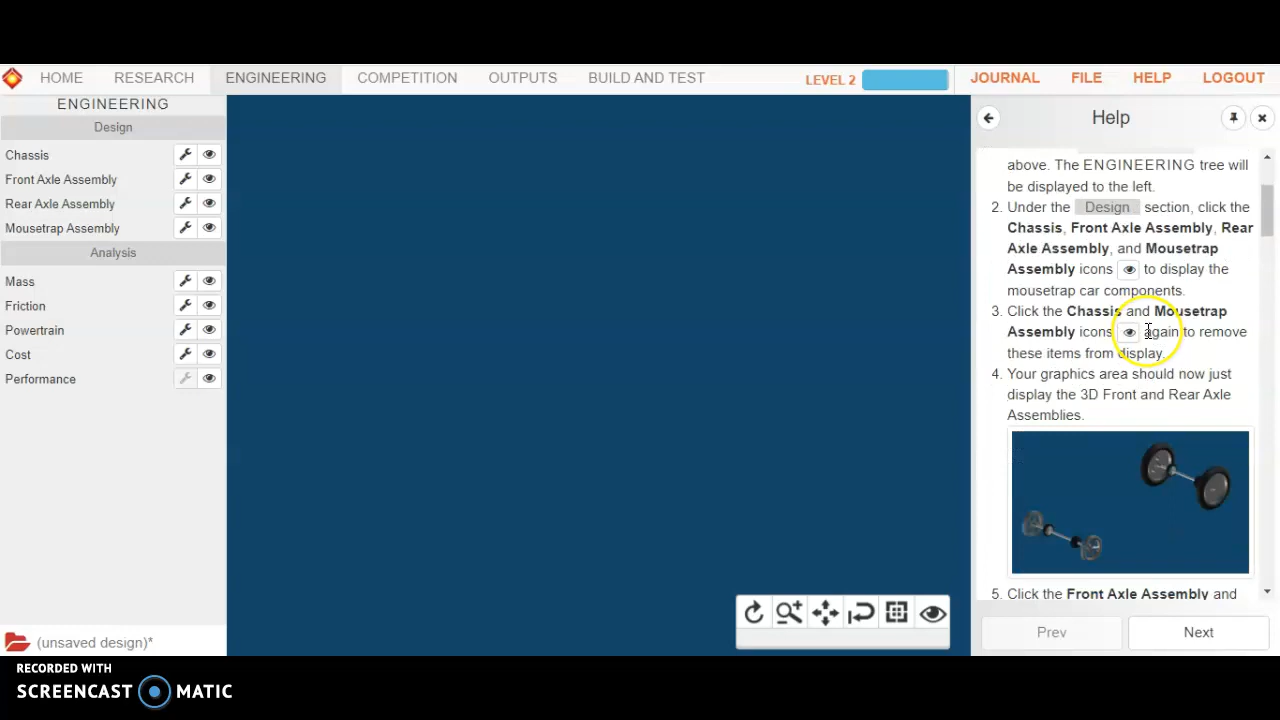 HOME RESEARCH ENGINEERING COMPETITION OUTPUTS BUILD AND TEST LEVEL 2 JOURNAL FILE HELP LOGOUT
ENGINEERING
Design
Chassis
Front Axle Assembly
Rear Axle Assembly
Mousetrap Assembly
Analysis
Mass
Friction
Powertrain
Cost
Performance
(unsaved design)*
Help
above. The ENGINEERING tree will
be displayed to the left.
2. Under the Design section, click the
Chassis, Front Axle Assembly, Rear
Axle Assembly, and Mousetrap
Assembly icons to display the
mousetrap car components.
3. Click the Chassis and Mousetrap
Assembly icons again to remove
these items from display.
4. Your graphics area should now just
display the 3D Front and Rear Axle
Assemblies.
5. Click the Front Axle Assembly and
Prev Next
RECORDED WITH
SCREENCAST MATIC